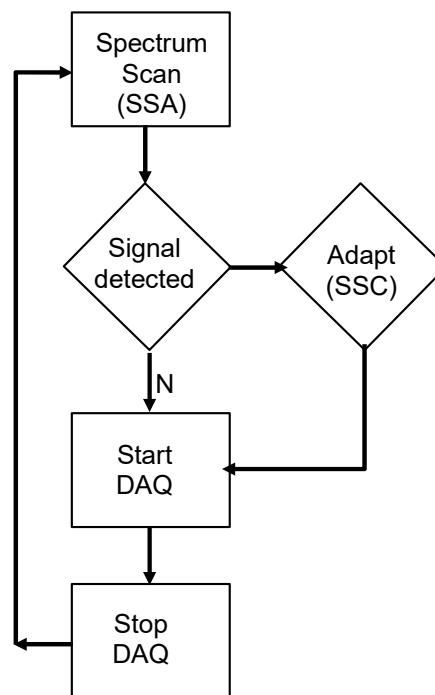 Spectrum
Scan
(SSA)
Signal
detected
Adapt
(SSC)
N
Start
DAQ
Stop
DAQ